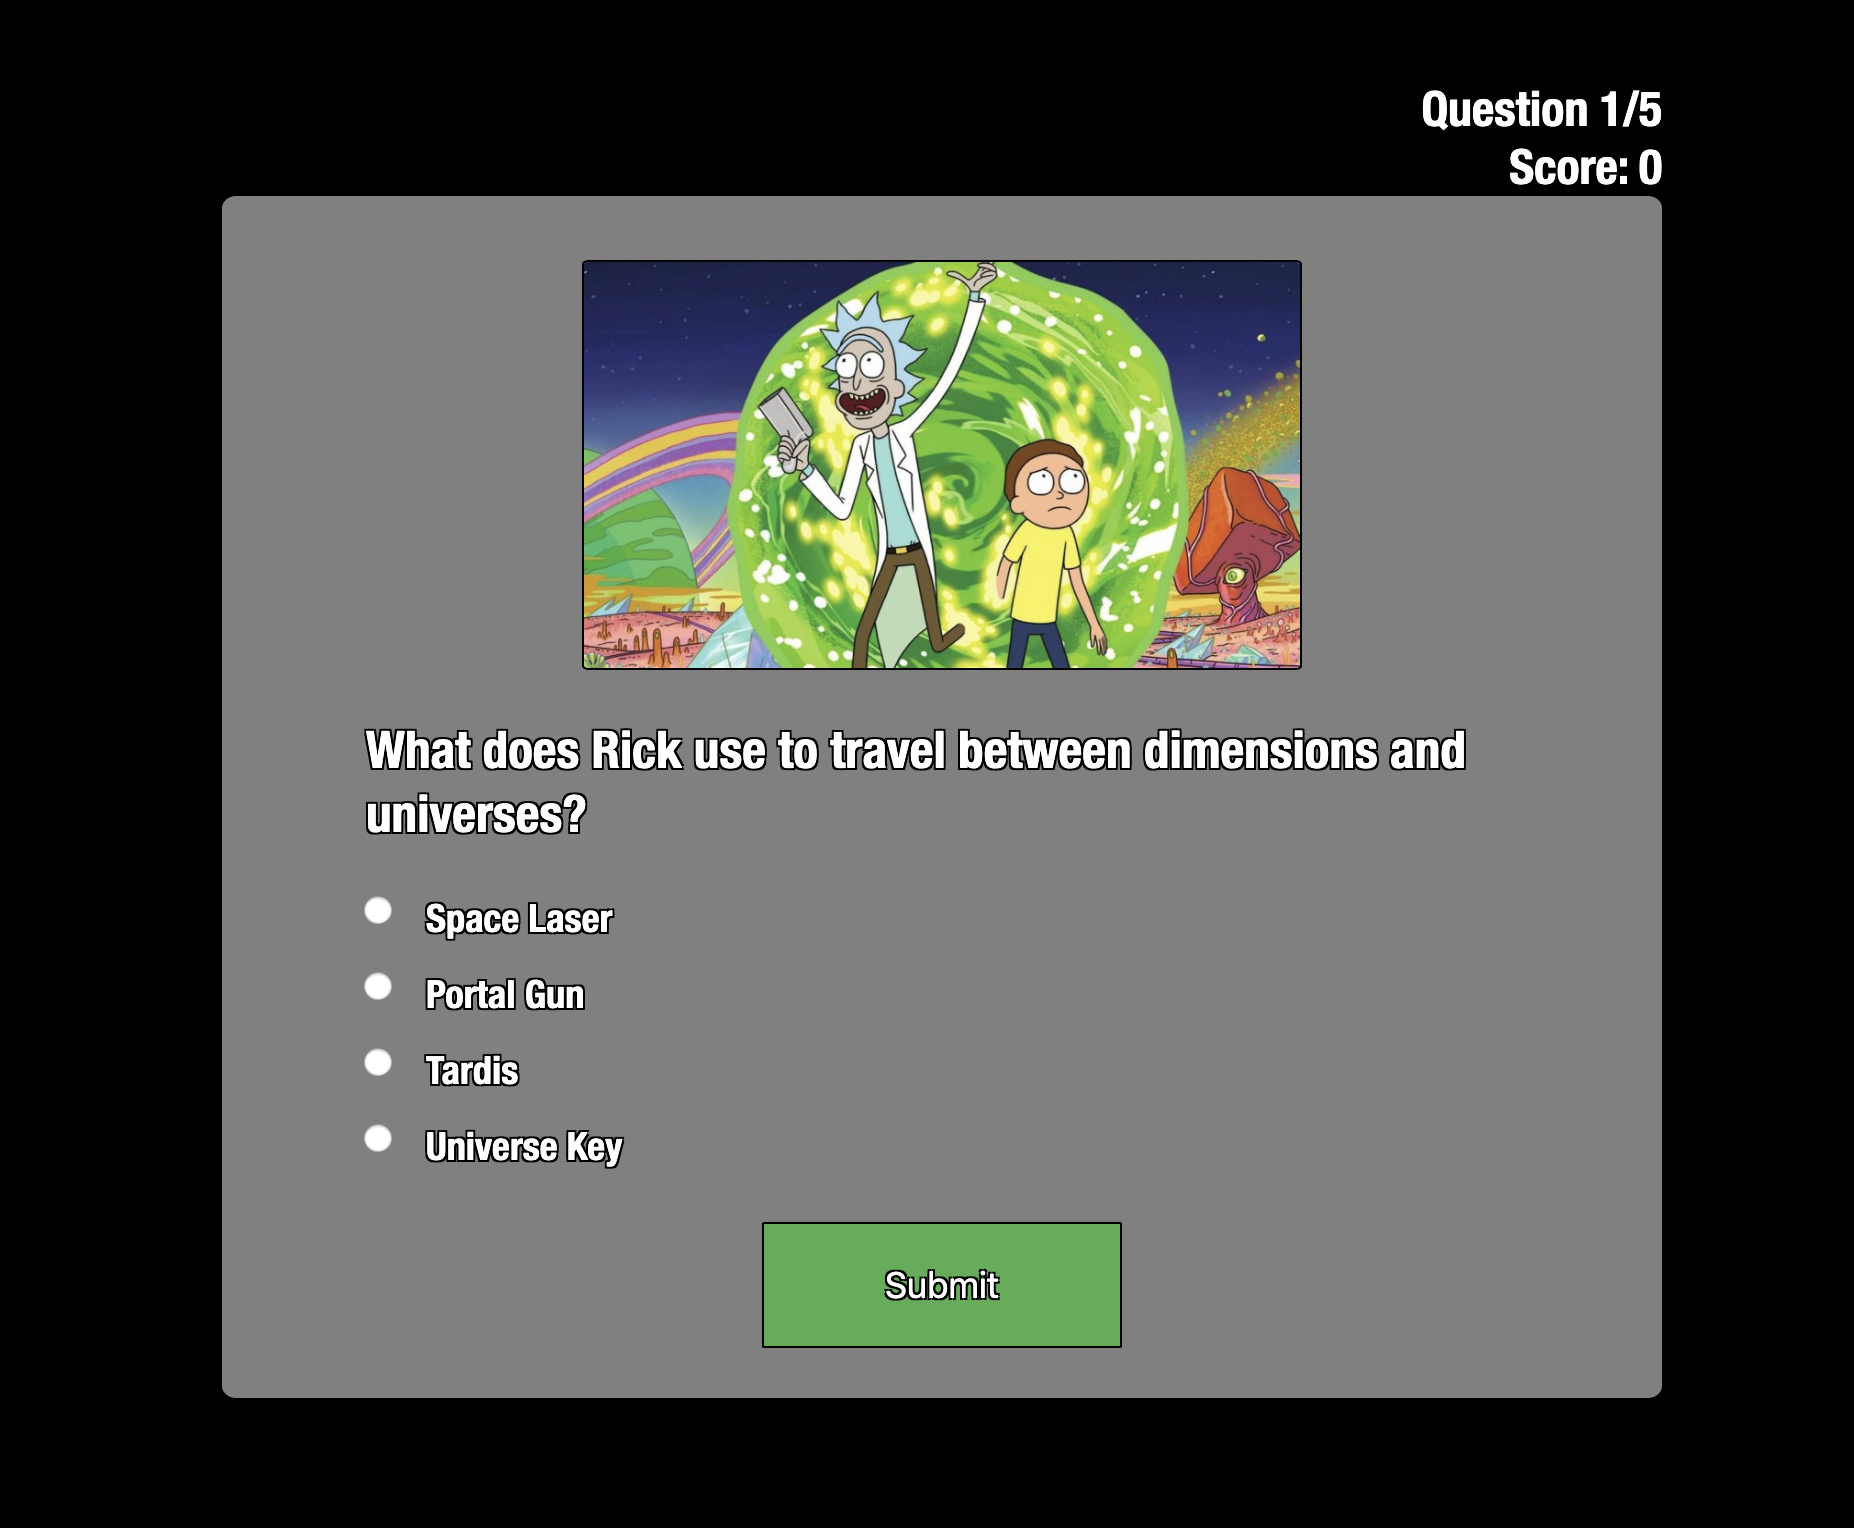 Question 1/5
Score: 0
What does Rick use to travel between dimensions and
universes?
Space Laser
Portal Gun
Tardis
Universe Key
Submit